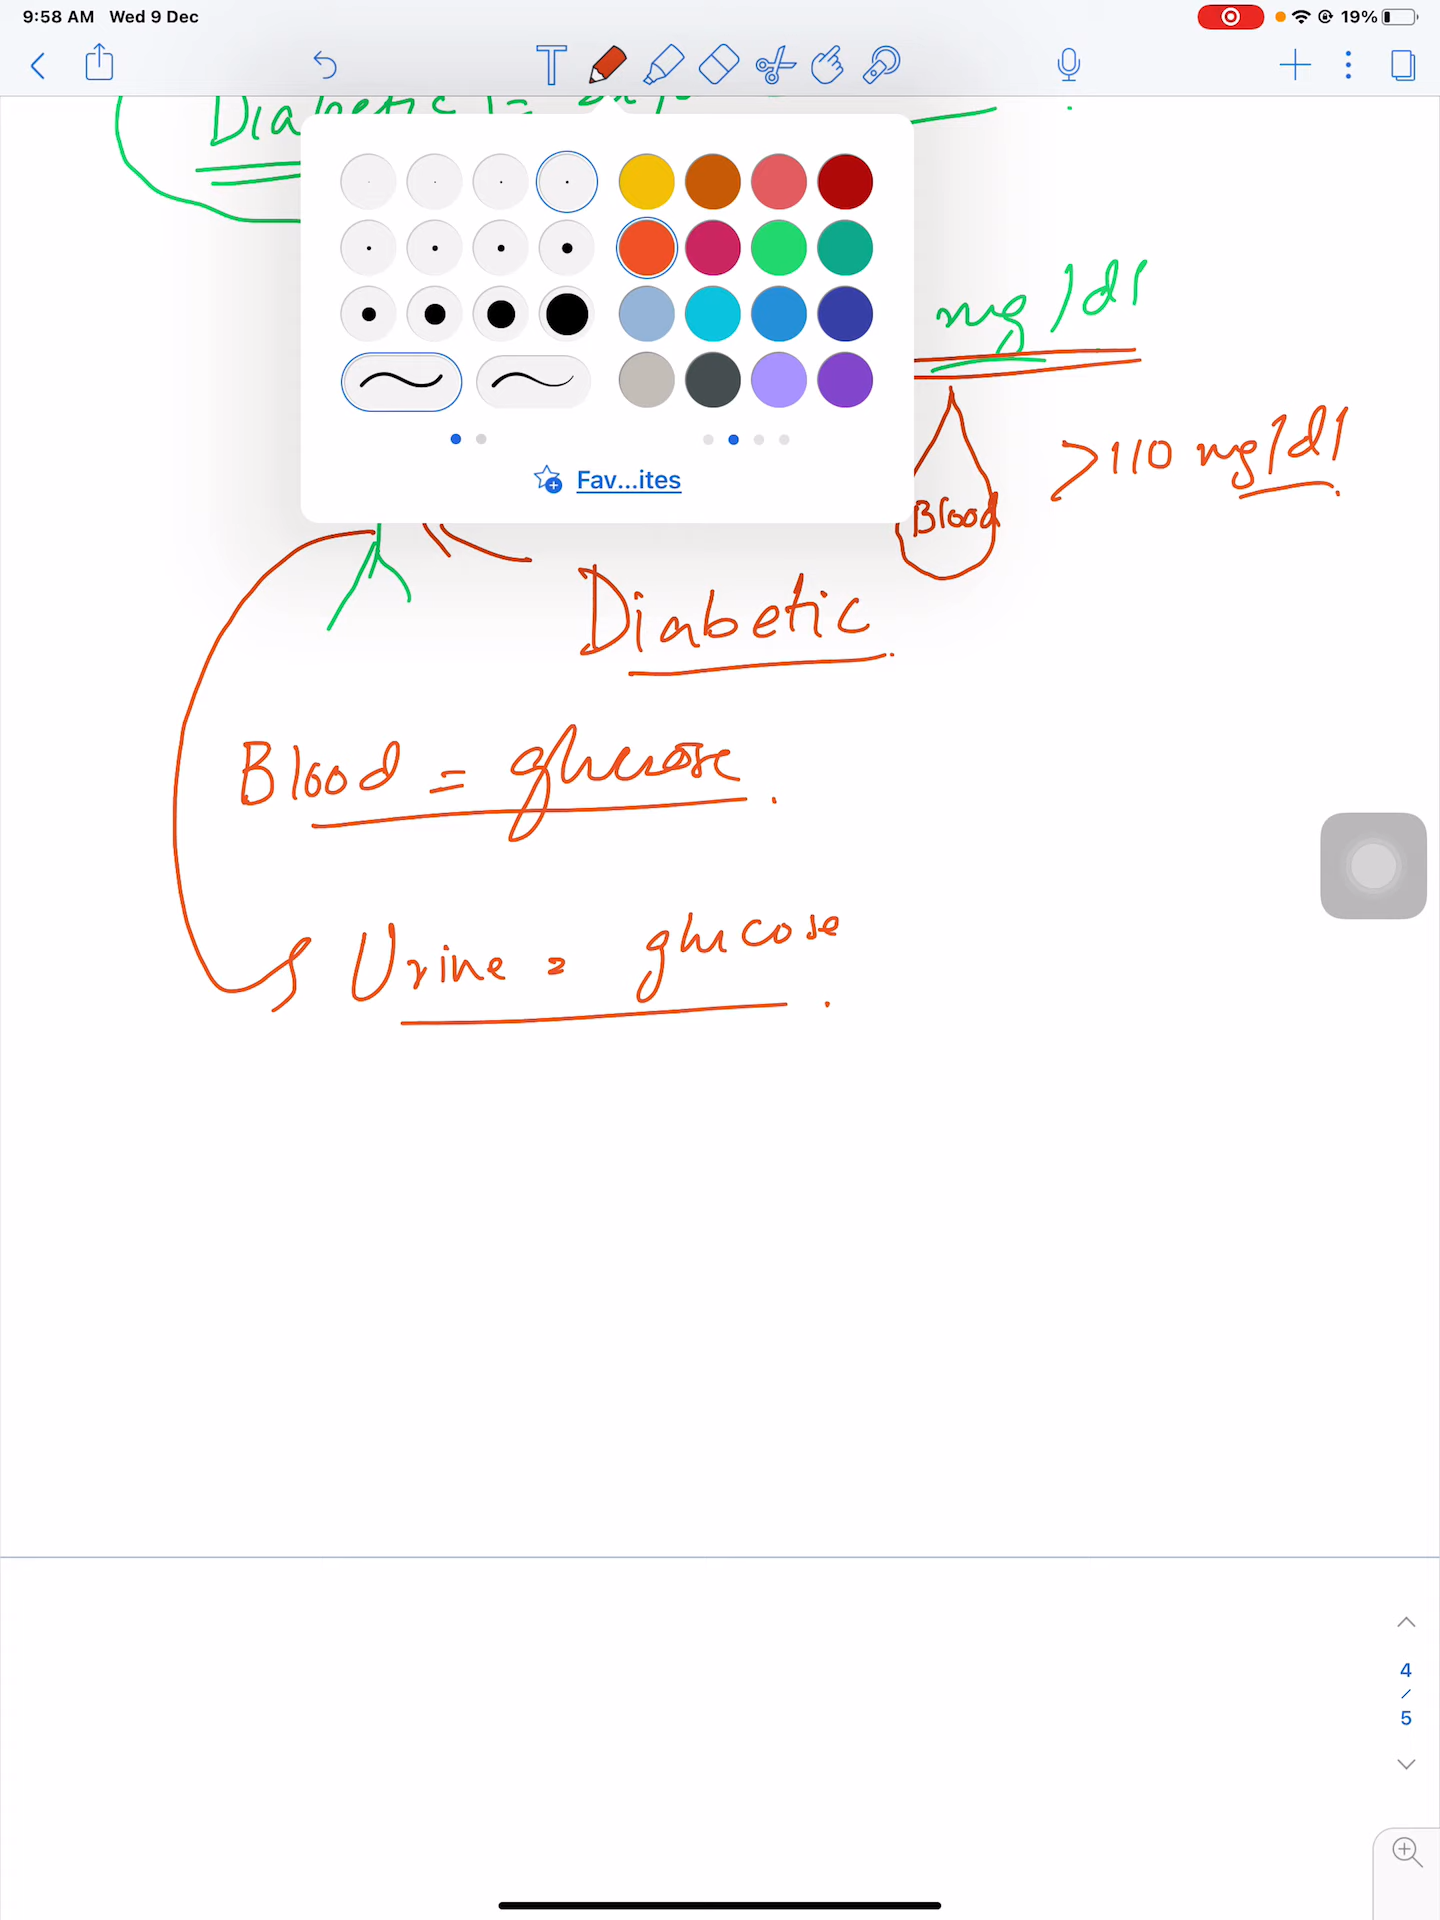 9:58 AM Wed 9 Dec
19%
Diabetic
mg/dl
>110 mg/dl
Fav...ites
Blood
Diabetic
Blood = glucose.
Urine = glucose.
4
/
5